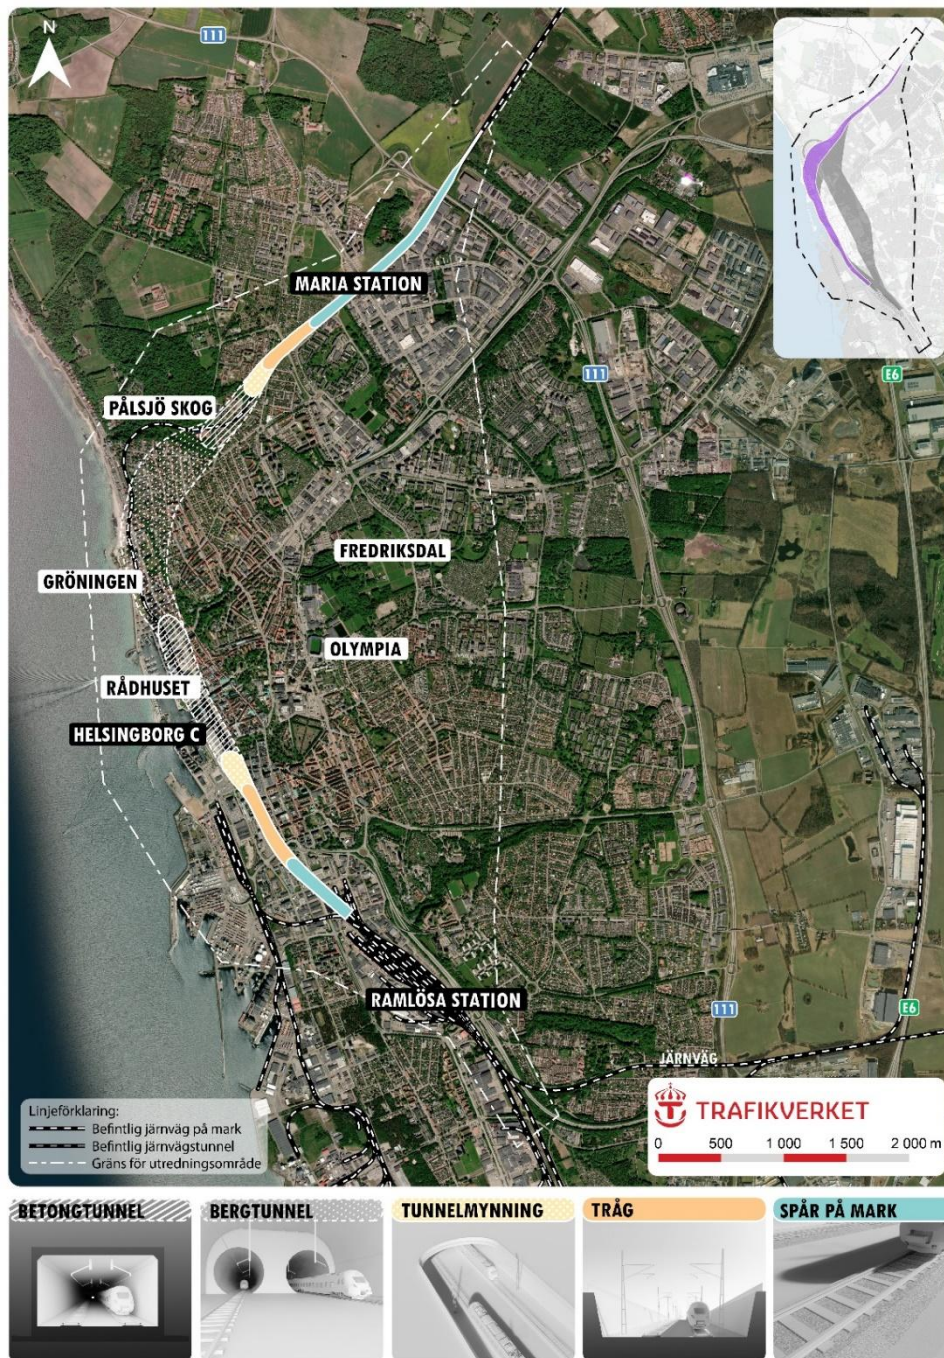 N
111
MARIA STATION
111
E6
PÅLSJÖ SKOG
FREDRIKSDAL
GRÖNINGEN
OLYMPIA
RÅDHUSET
HELSINGBORG C
RAMLÖSA STATION
111
E6
JÄRNVÄG
Linjeförklaring:
Befintlig järnväg på mark
Befintlig järnvägstunnel
Gräns för utredningsområde
TRAFIKVERKET
0 500 1 000 1 500 2 000 m
BETONGTUNNEL
BERGTUNNEL
TUNNELMYNNING
TRÅG
SPÅR PÅ MARK